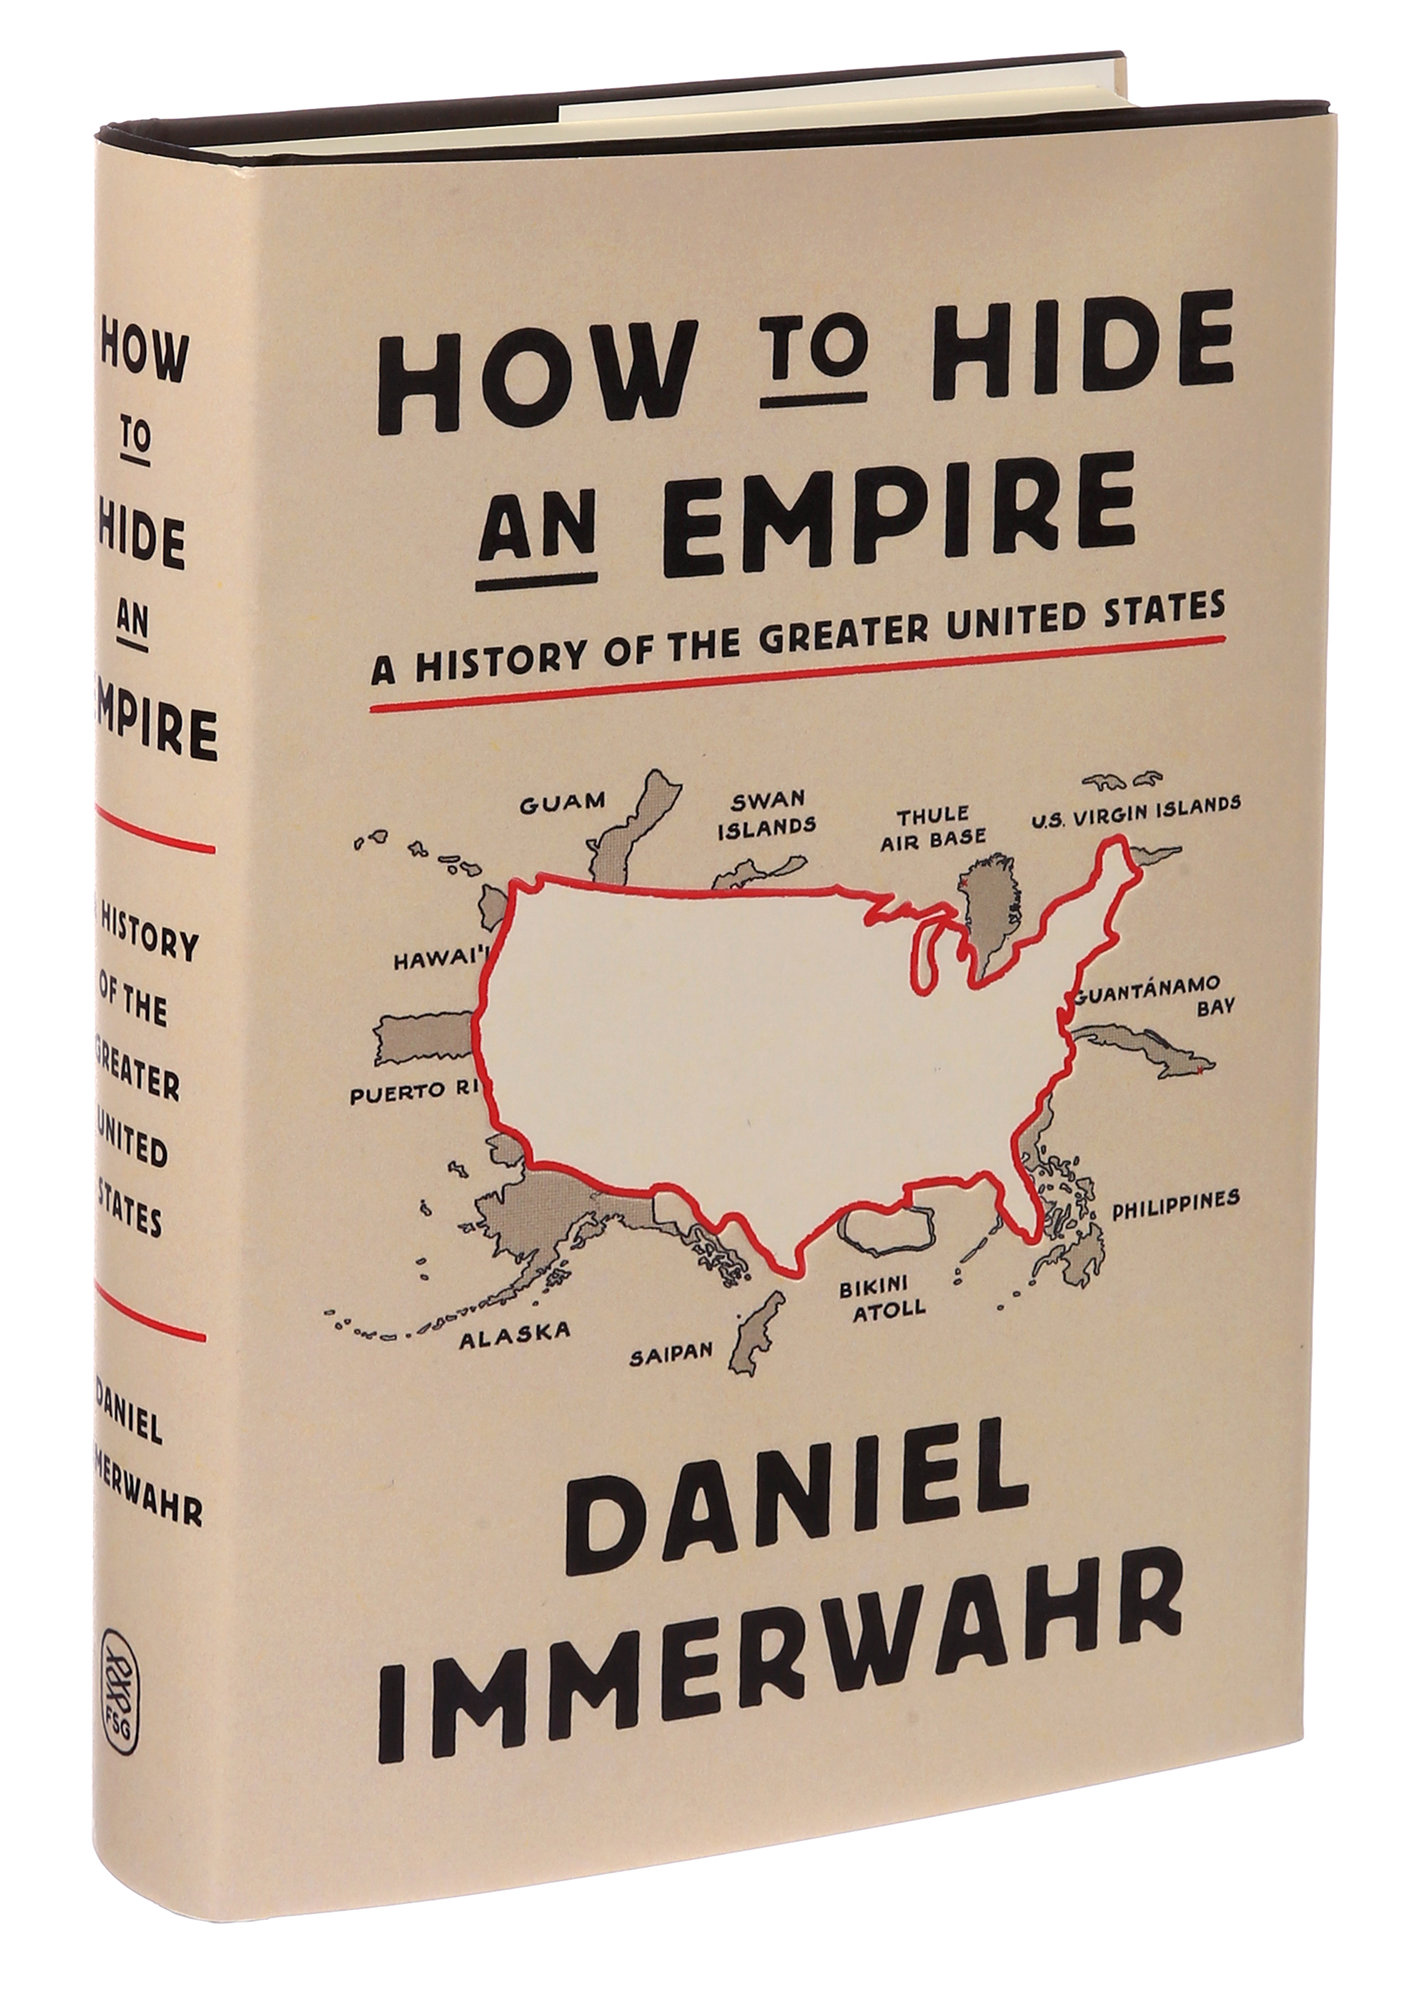 HOW TO HIDE
AN EMPIRE
A HISTORY OF THE GREATER UNITED STATES
GUAM
SWAN
ISLANDS
THULE
AIR BASE
U.S. VIRGIN ISLANDS
HAWAI'I
GUANTÁNAMO
BAY
PUERTO RI
PHILIPPINES
BIKINI
ATOLL
ALASKA
SAIPAN
DANIEL
IMMERWAHR
HOW
TO
HIDE
AN
EMPIRE
HISTORY
OF THE
GREATER
UNITED
STATES
DANIEL
MERWAHR
FSG